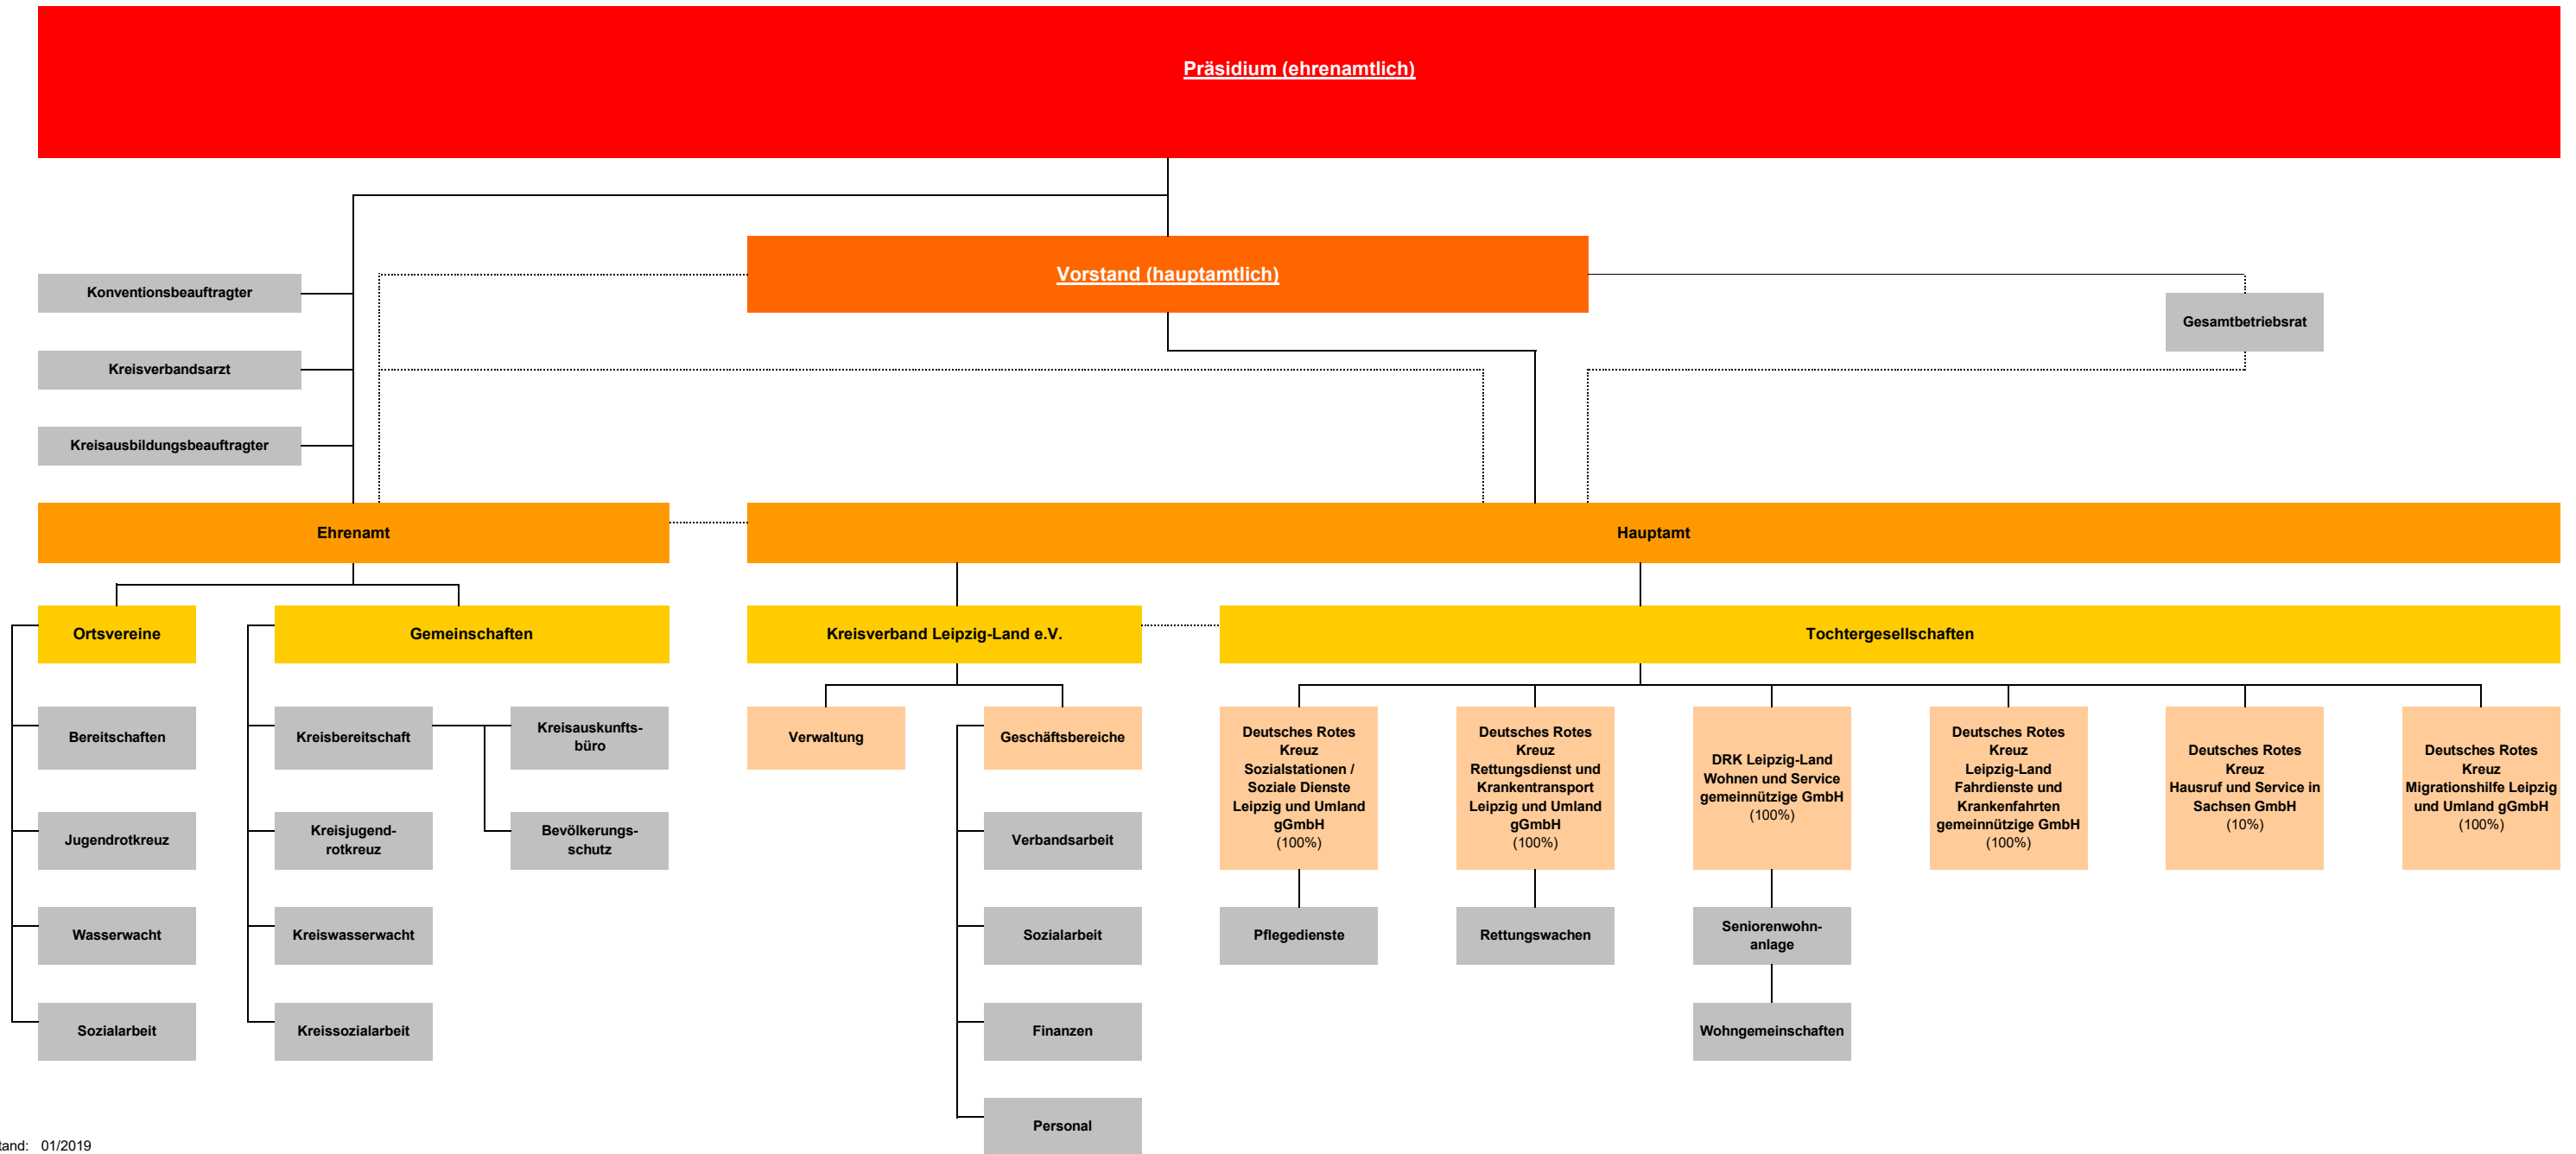 Präsidium (ehrenamtlich)
Vorstand (hauptamtlich)
Konventionsbeauftragter
Gesamtbetriebsrat
Kreisverbandsarzt
Kreisausbildungsbeauftragter
Ehrenamt
Hauptamt
Ortsvereine
Gemeinschaften
Kreisverband Leipzig-Land e.V.
Tochtergesellschaften
Bereitschaften
Kreisbereitschaft
Kreisauskunfts-
büro
Verwaltung
Geschäftsbereiche
Deutsches Rotes
Kreuz
Sozialstationen /
Soziale Dienste
Leipzig und Umland
gGmbH
(100%)
Deutsches Rotes
Kreuz
Rettungsdienst und
Krankentransport
Leipzig und Umland
gGmbH
(100%)
DRK Leipzig-Land
Wohnen und Service
gemeinnützige GmbH
(100%)
Deutsches Rotes
Kreuz
Leipzig-Land
Fahrdienste und
Krankenfahrten
gemeinnützige GmbH
(100%)
Deutsches Rotes
Kreuz
Hausruf und Service in
Sachsen GmbH
(10%)
Deutsches Rotes
Kreuz
Migrationshilfe Leipzig
und Umland gGmbH
(100%)
Jugendrotkreuz
Kreisjugend-
rotkreuz
Bevölkerungs-
schutz
Verbandsarbeit
Wasserwacht
Kreiswasserwacht
Sozialarbeit
Pflegedienste
Rettungswachen
Seniorenwohn-
anlage
Sozialarbeit
Kreissozialarbeit
Finanzen
Wohngemeinschaften
Personal
tand: 01/2019